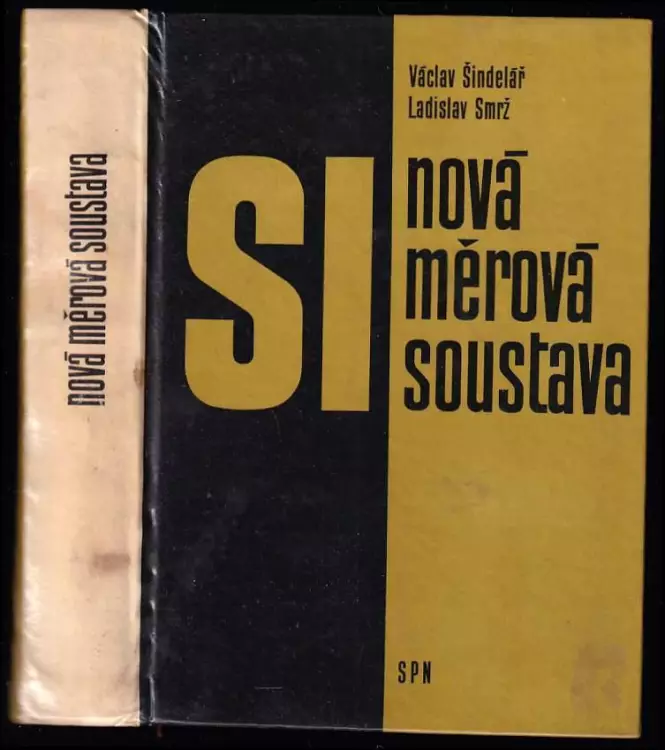 nová měrová soustava
Václav Šindelář
Ladislav Smrž
SI
nová
měrová
soustava
SPN